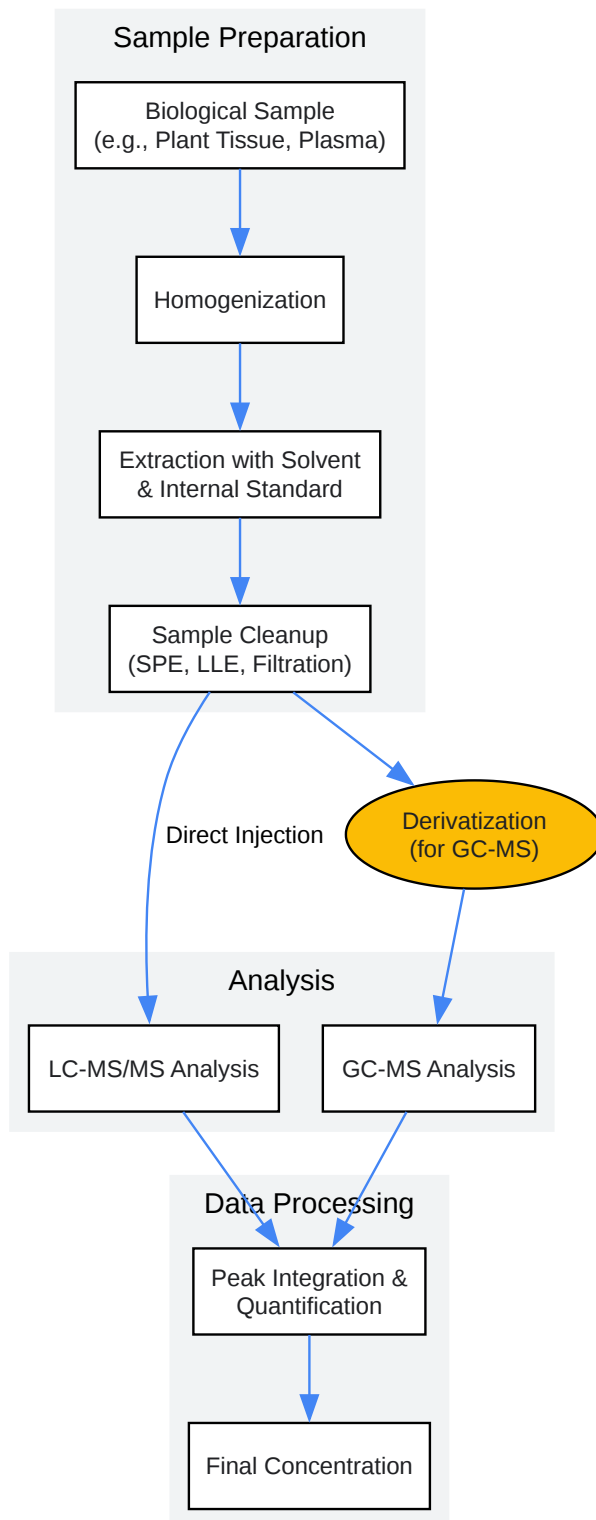 Sample Preparation
Biological Sample
(e.g., Plant Tissue, Plasma)
Homogenization
Extraction with Solvent
& Internal Standard
Sample Cleanup
(SPE, LLE, Filtration)
Direct Injection
Derivatization
(for GC-MS)
Analysis
LC-MS/MS Analysis
GC-MS Analysis
Data Processing
Peak Integration &
Quantification
Final Concentration